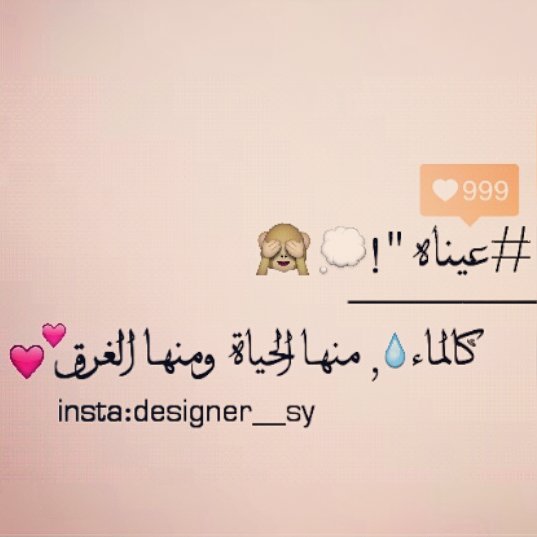 999
#عيناه "!💭🙈
كالماء💧, منها الحياة ومنها الغرق💕
insta:designer__sy